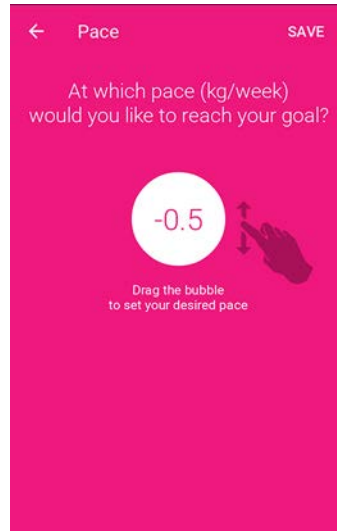 Pace SAVE
At which pace (kg/week)
would you like to reach your goal?
-0.5
Drag the bubble
to set your desired pace